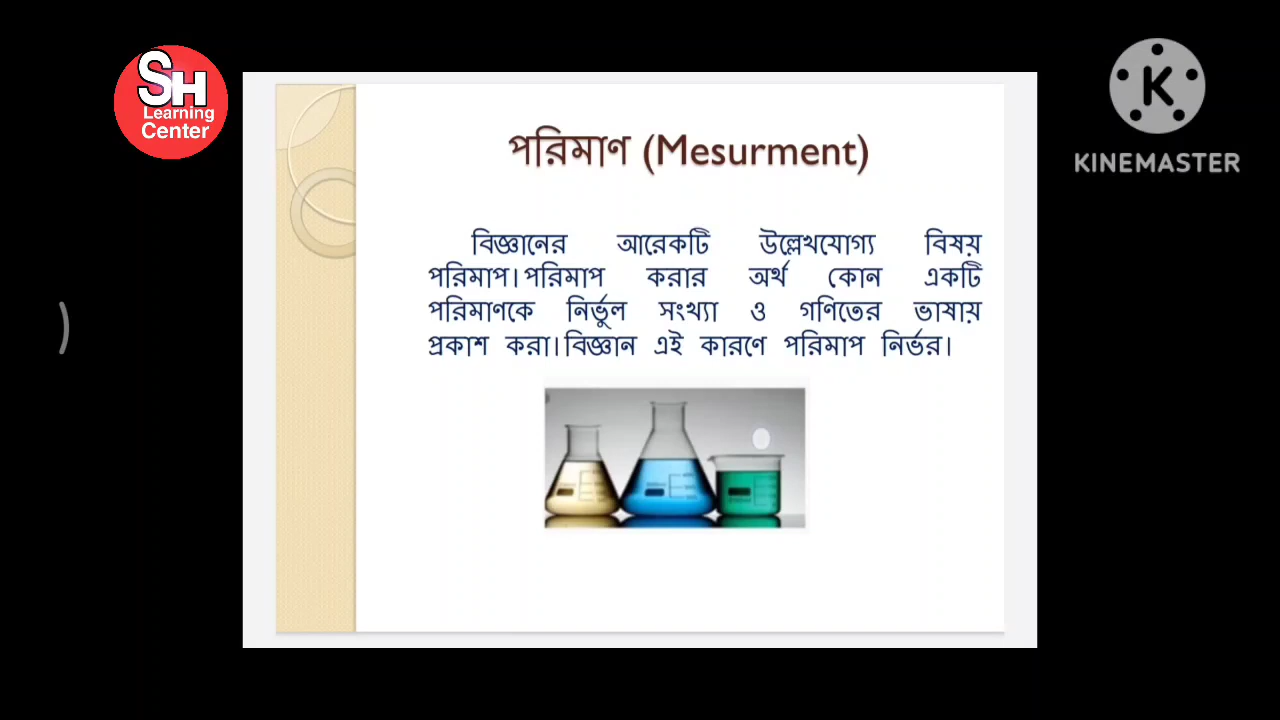 SH
Learning
Center
KINEMASTER
পরিমাণ (Mesurment)
বিজ্ঞানের আরেকটি উল্লেখযোগ্য বিষয়
পরিমাপ। পরিমাপ করার অর্থ কোন একটি
পরিমাণকে নির্ভুল সংখ্যা ও গণিতের ভাষায়
প্রকাশ করা। বিজ্ঞান এই কারণে পরিমাপ নির্ভর।